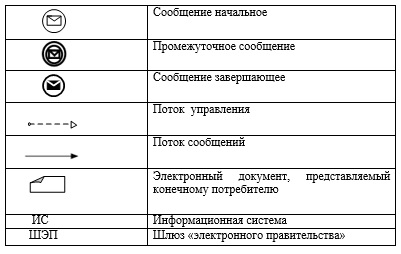 Сообщение начальное
Промежуточное сообщение
Сообщение завершающее
Поток управления
Поток сообщений
Электронный документ, представляемый
конечному потребителю
ИС Информационная система
ШЭП Шлюз «электронного правительства»